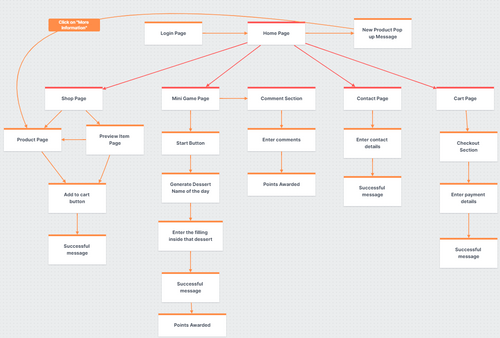 Click on "More
Information"
Login Page
Home Page
New Product Pop
up Message
Shop Page
Mini Game Page
Comment Section
Contact Page
Cart Page
Product Page
Preview Item
Page
Start Button
Enter comments
Enter contact
details
Checkout
Section
Add to cart
button
Generate Dessert
Name of the day
Points Awarded
Successful
message
Enter payment
details
Successful
message
Enter the filling
inside that dessert
Successful
message
Successful
message
Points Awarded